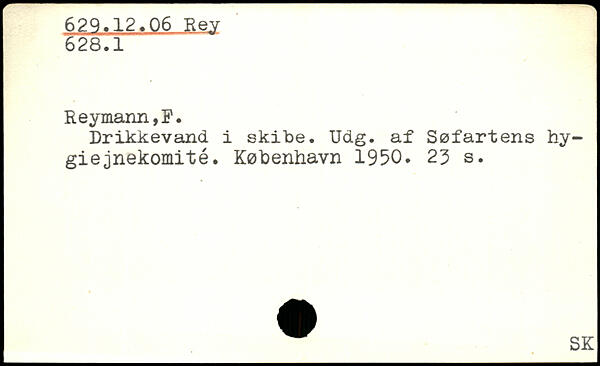 629.12.06 Rey
628.1
Reymann,F.
Drikkevand i skibe. Udg. af Søfartens hy-
giejnekomité. København 1950. 23 s.
SK